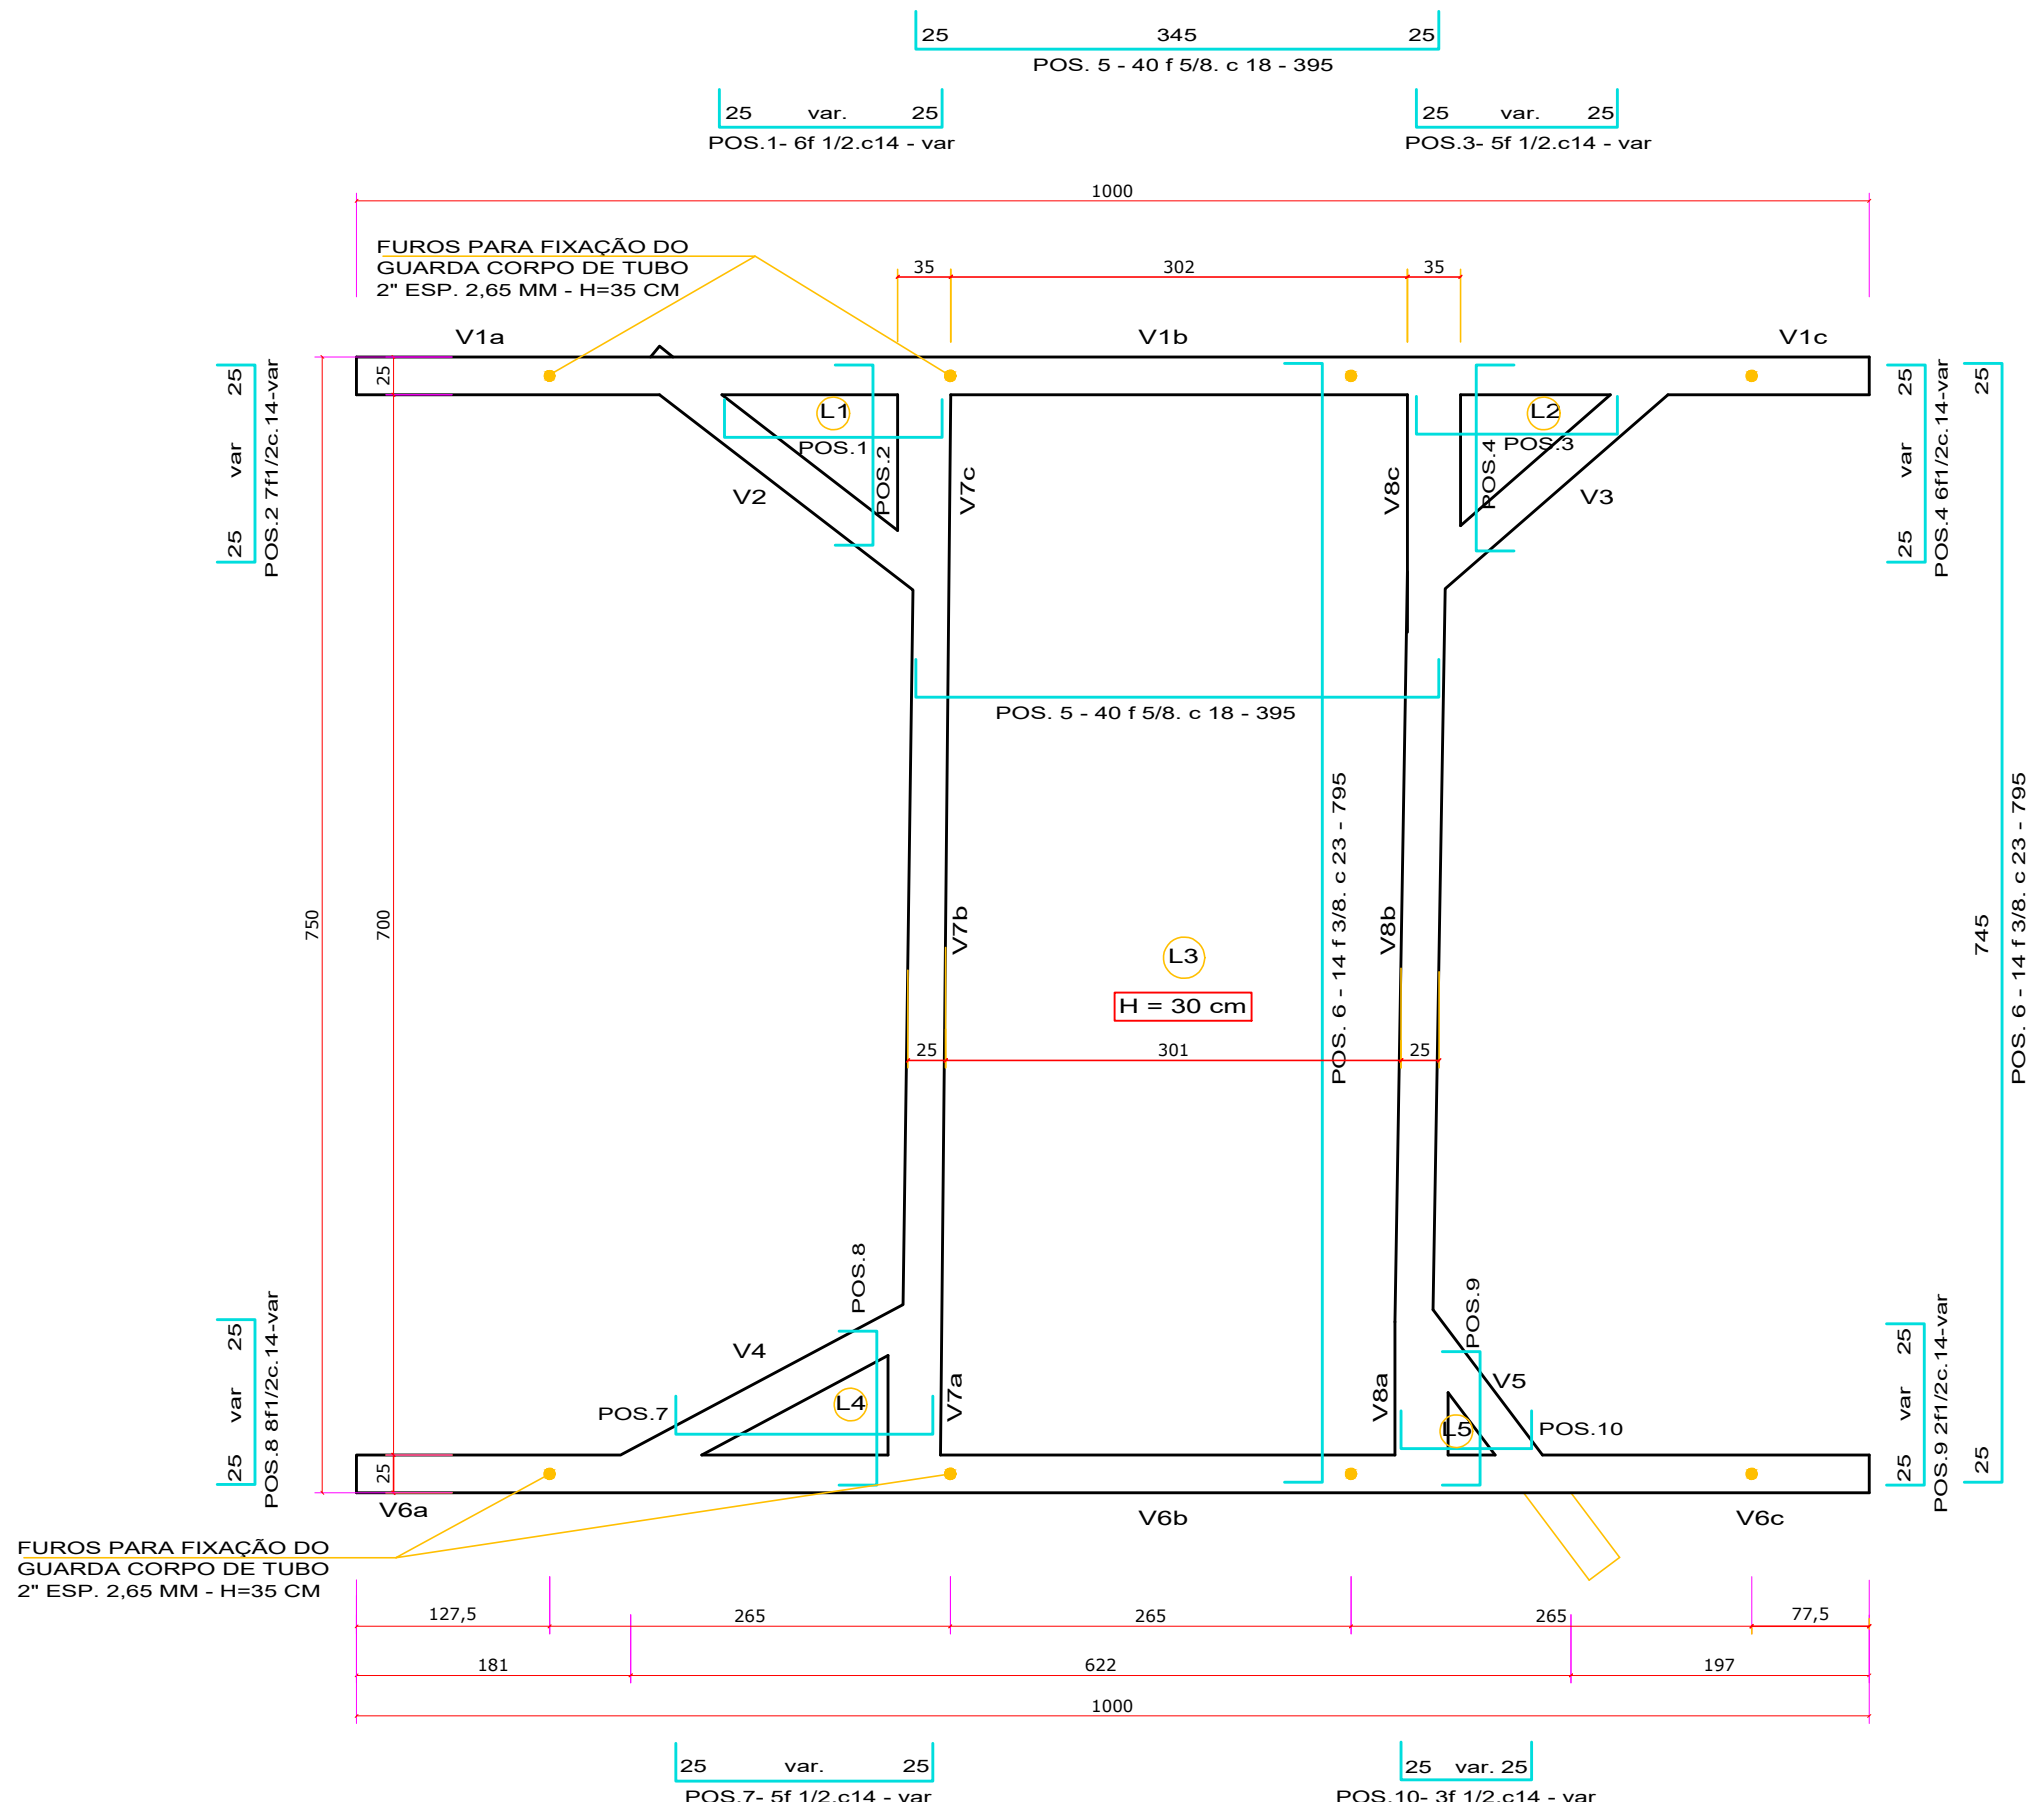 25 345 25
POS. 5 - 40 f 5/8. c 18 - 395
25 var. 25
POS.1- 6f 1/2.c14 - var
25 var. 25
POS.3- 5f 1/2.c14 - var
1000
FUROS PARA FIXAÇÃO DO
GUARDA CORPO DE TUBO
2" ESP. 2,65 MM - H=35 CM
35 302 35
V1a
V1b
V1c
25 var 25
POS.2 7f1/2c.14-var
25
L1
POS.1
POS.2
V2
V7c
L2
POS.3
POS.4
V3
V8c
25 var 25
POS.4 6f1/2c.14-var
25 745 25
POS. 6 - 14 f 3/8. c 23 - 795
POS. 5 - 40 f 5/8. c 18 - 395
POS. 6 - 14 f 3/8. c 23 - 795
750
700
V7b
V8b
L3
H = 30 cm
25 301 25
POS.8
V4
L4
POS.7
V7a
V8a
POS.9
V5
L5
POS.10
25 var 25
POS.8 8f1/2c.14-var
25 var 25
POS.9 2f1/2c.14-var
25
V6a
V6b
V6c
FUROS PARA FIXAÇÃO DO
GUARDA CORPO DE TUBO
2" ESP. 2,65 MM - H=35 CM
127,5 265 265 265 77,5
181 622 197
1000
25 var. 25
POS.7- 5f 1/2.c14 - var
25 var. 25
POS.10- 3f 1/2.c14 - var